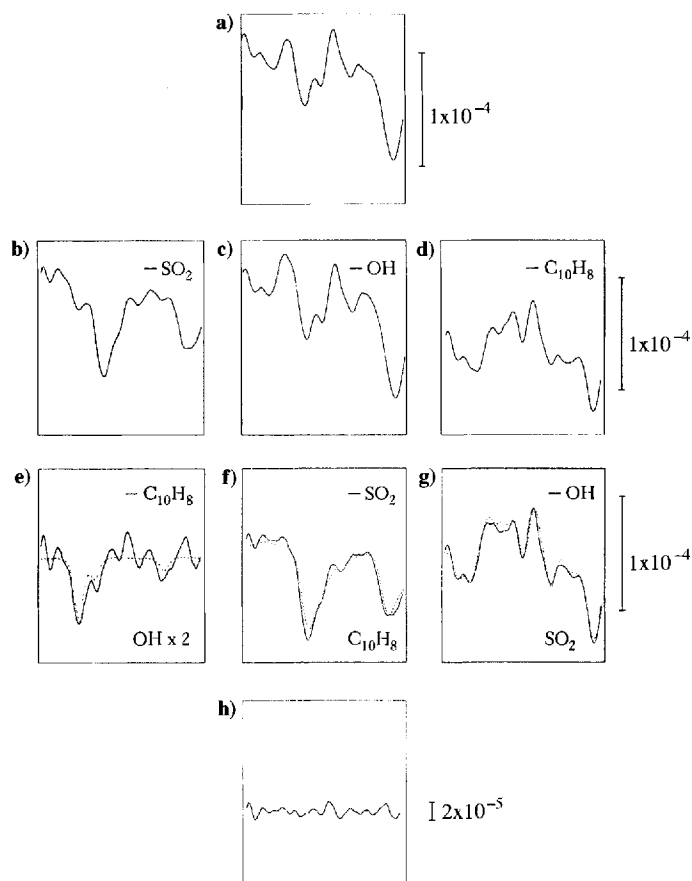 a)
1x10⁻⁴
b) – SO₂
c) – OH
d) – C₁₀H₈
1x10⁻⁴
e) – C₁₀H₈
OH x 2
f) – SO₂
C₁₀H₈
g) – OH
SO₂
1x10⁻⁴
h)
2x10⁻⁵